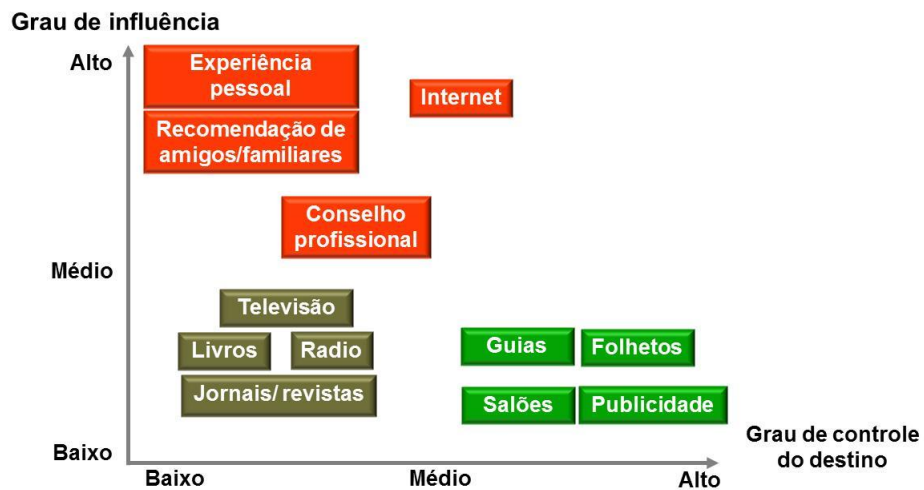 Grau de influência
Alto
Experiência
pessoal
Internet
Recomendação de
amigos/familiares
Conselho
profissional
Médio
Televisão
Livros
Radio
Guias
Folhetos
Jornais/ revistas
Salões
Publicidade
Baixo
Grau de controle
do destino
Baixo
Médio
Alto